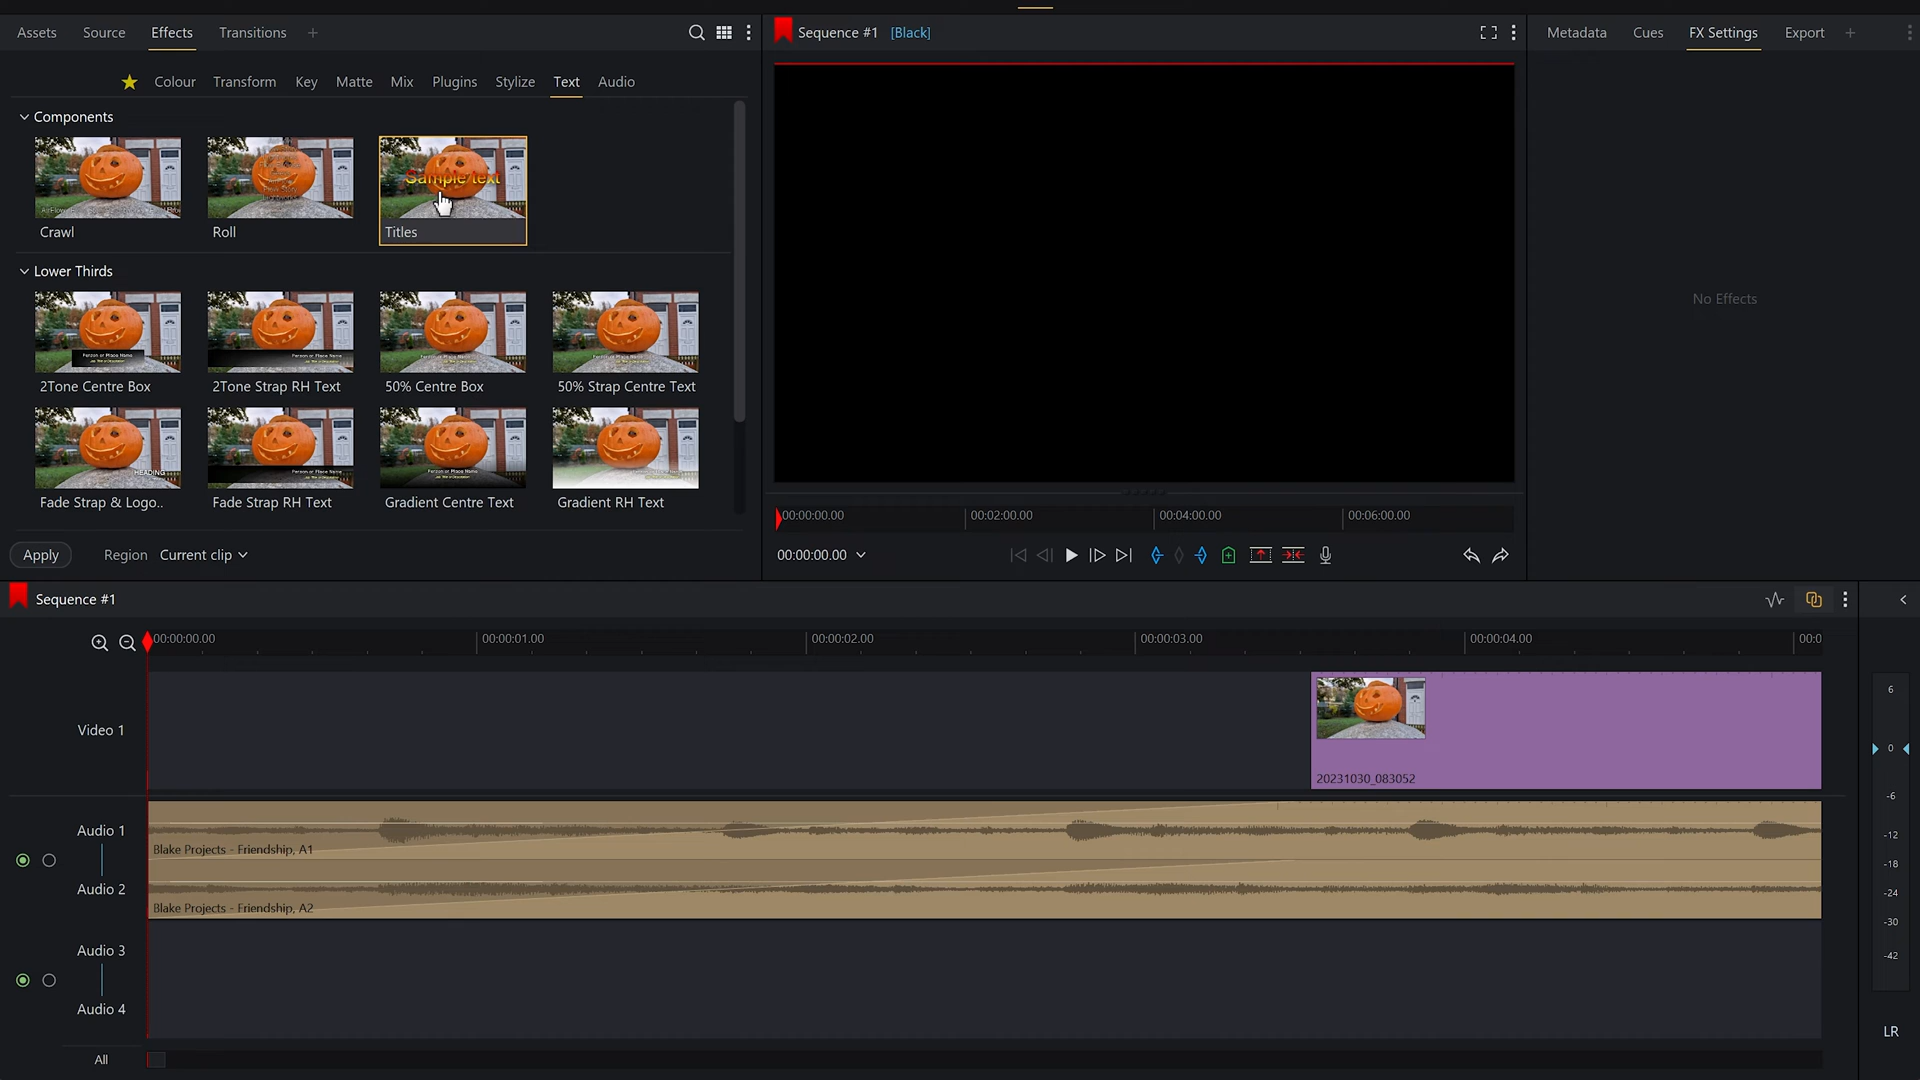 Assets Source Effects Transitions +
Colour Transform Key Matte Mix Plugins Stylize Text Audio
Components
Sample text
Crawl Roll Titles
Lower Thirds
Person or Place Name
2Tone Centre Box 2Tone Strap RH Text 50% Centre Box 50% Strap Centre Text
HEADING
Fade Strap & Logo.. Fade Strap RH Text Gradient Centre Text Gradient RH Text
Apply Region Current clip
Sequence #1 [Black]
00:00:00.00 00:02:00.00 00:04:00.00 00:06:00.00
00:00:00.00
Metadata Cues FX Settings Export +
No Effects
Sequence #1
00:00:00.00 00:00:01.00 00:00:02.00 00:00:03.00 00:00:04.00 00:0
Video 1
20231030_083052
Audio 1
Blake Projects - Friendship, A1
Audio 2
Blake Projects - Friendship, A2
Audio 3
Audio 4
All
6
0
-6
-12
-18
-24
-30
-42
LR